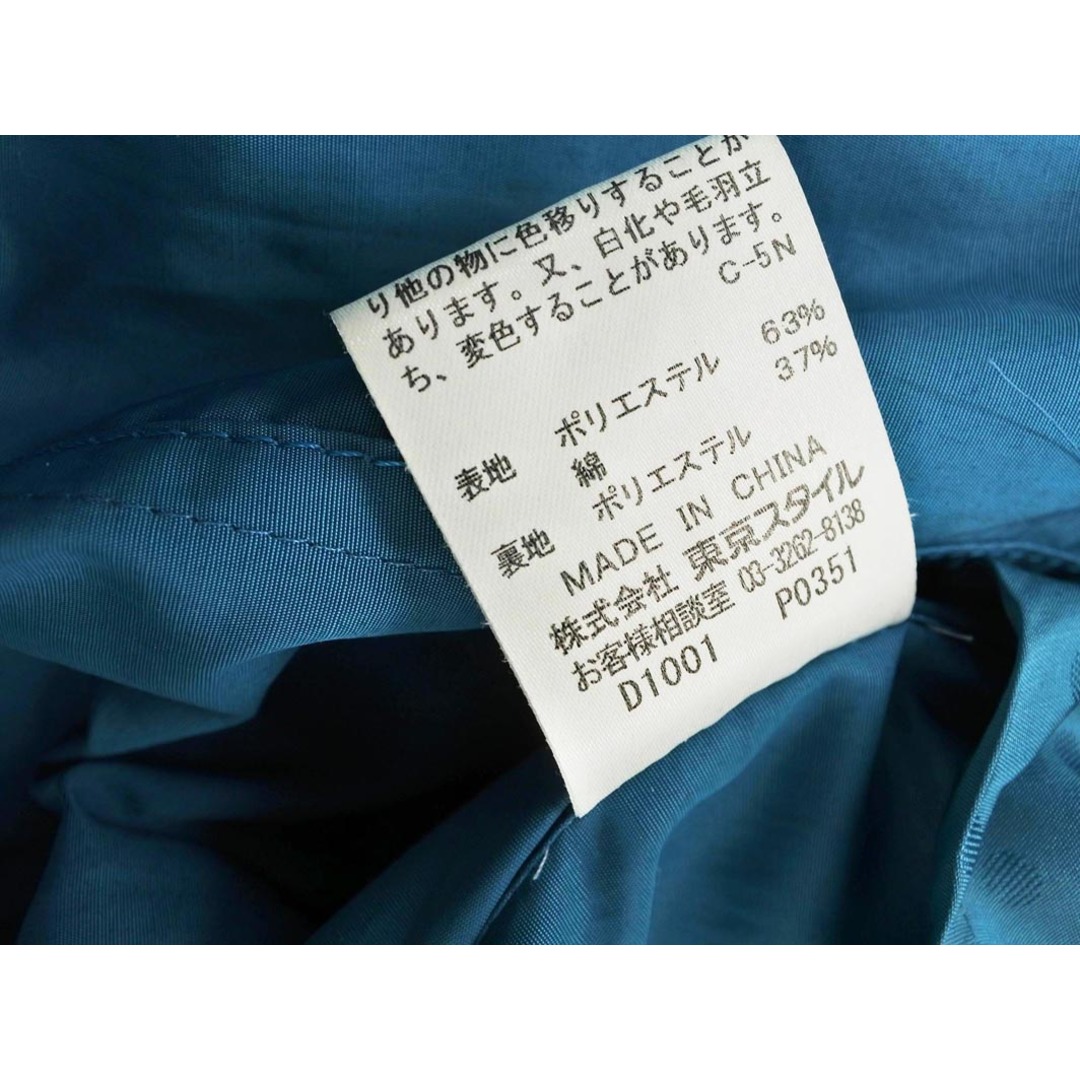 り他の物に色移りすることが
あります。又、白化や毛羽立
ち、変色することがあります。
C-5N
表地 ポリエステル 63%
綿 37%
裏地 ポリエステル
MADE IN CHINA
株式会社 東京スタイル
お客様相談室 03-3262-8138
D1001 P0351